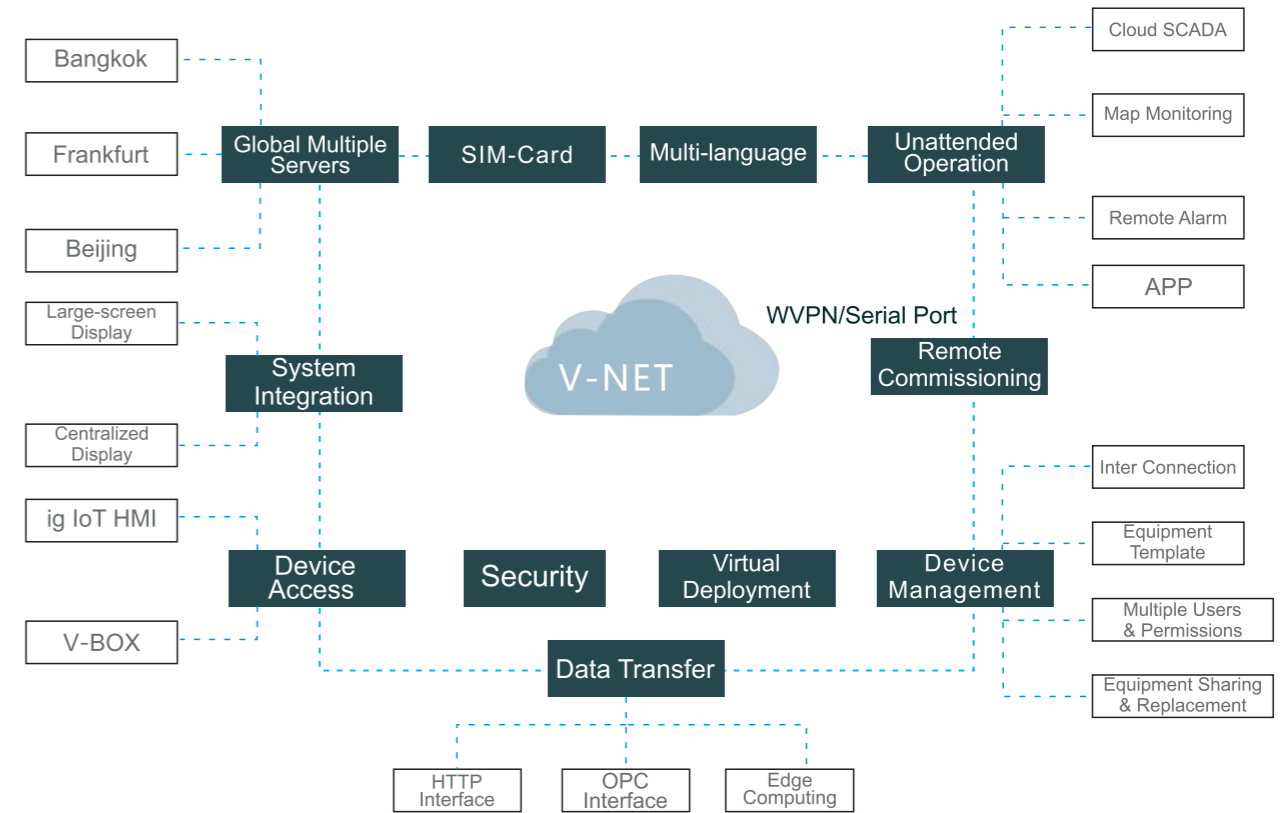 Bangkok
Frankfurt
Beijing
Global Multiple
Servers
SIM-Card
Multi-language
Unattended
Operation
Cloud SCADA
Map Monitoring
Remote Alarm
APP
Large-screen
Display
System
Integration
Centralized
Display
V-NET
WVPN/Serial Port
Remote
Commissioning
ig IoT HMI
Device
Access
V-BOX
Security
Virtual
Deployment
Device
Management
Inter Connection
Equipment
Template
Multiple Users
& Permissions
Equipment Sharing
& Replacement
Data Transfer
HTTP
Interface
OPC
Interface
Edge
Computing